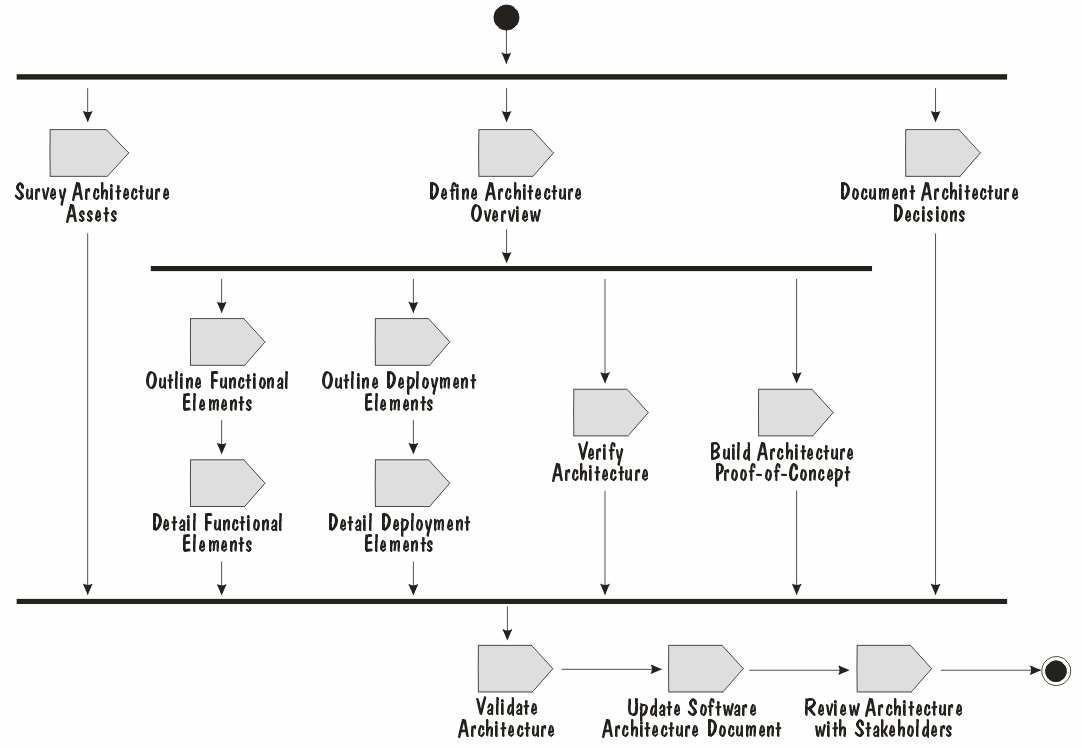 Survey Architecture
Assets
Define Architecture
Overview
Document Architecture
Decisions
Outline Functional
Elements
Outline Deployment
Elements
Verify
Architecture
Build Architecture
Proof-of-Concept
Detail Functional
Elements
Detail Deployment
Elements
Validate
Architecture
Update Software
Architecture Document
Review Architecture
with Stakeholders